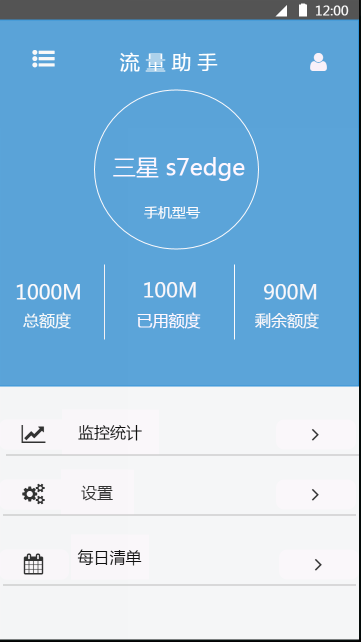 12:00
流量助手
三星 s7edge
手机型号
1000M 100M 900M
总额度 已用额度 剩余额度
监控统计
设置
每日清单